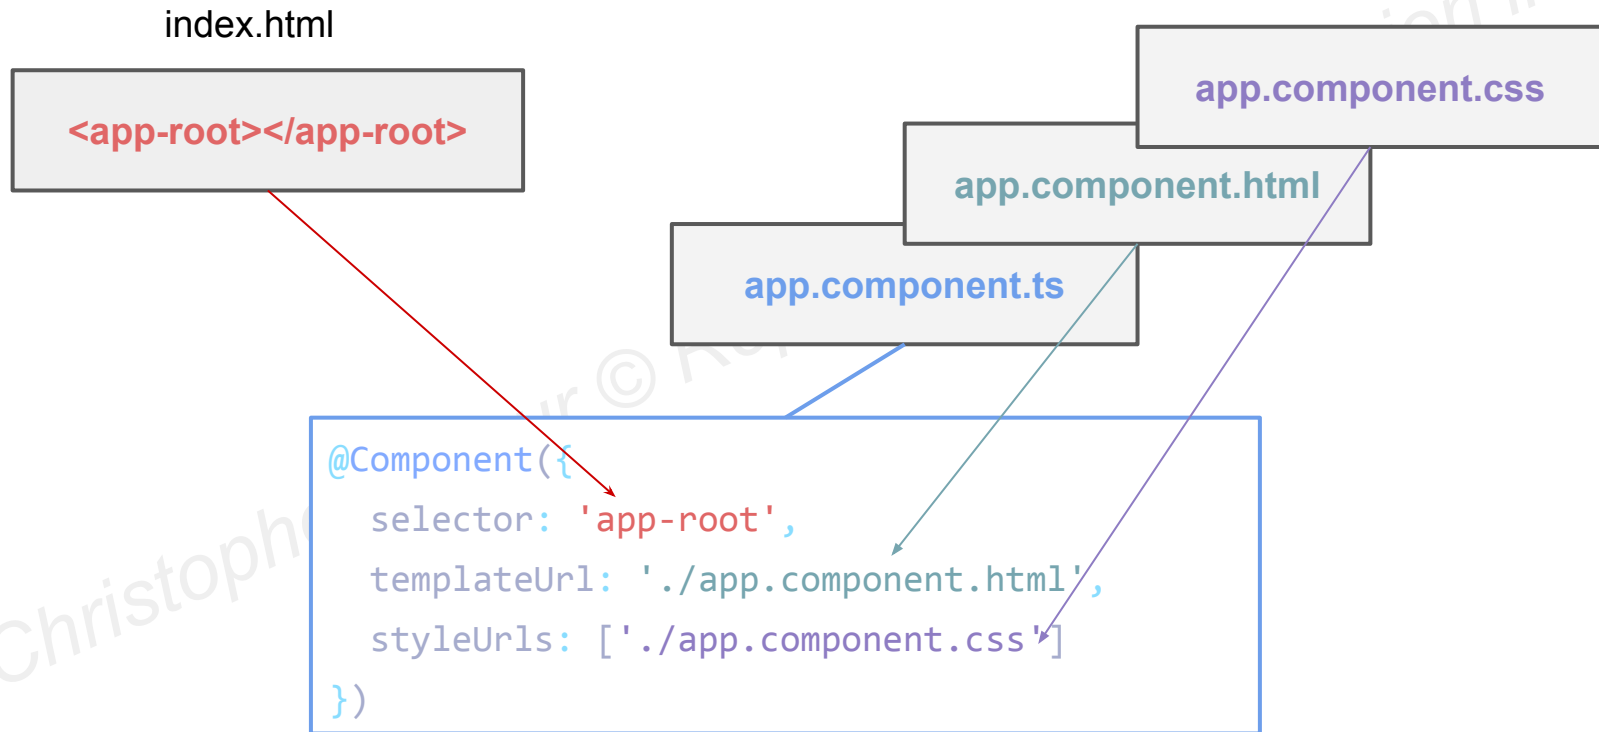 index.html
<app-root></app-root>
app.component.css
app.component.html
app.component.ts
@Component({
  selector: 'app-root',
  templateUrl: './app.component.html',
  styleUrls: ['./app.component.css']
})